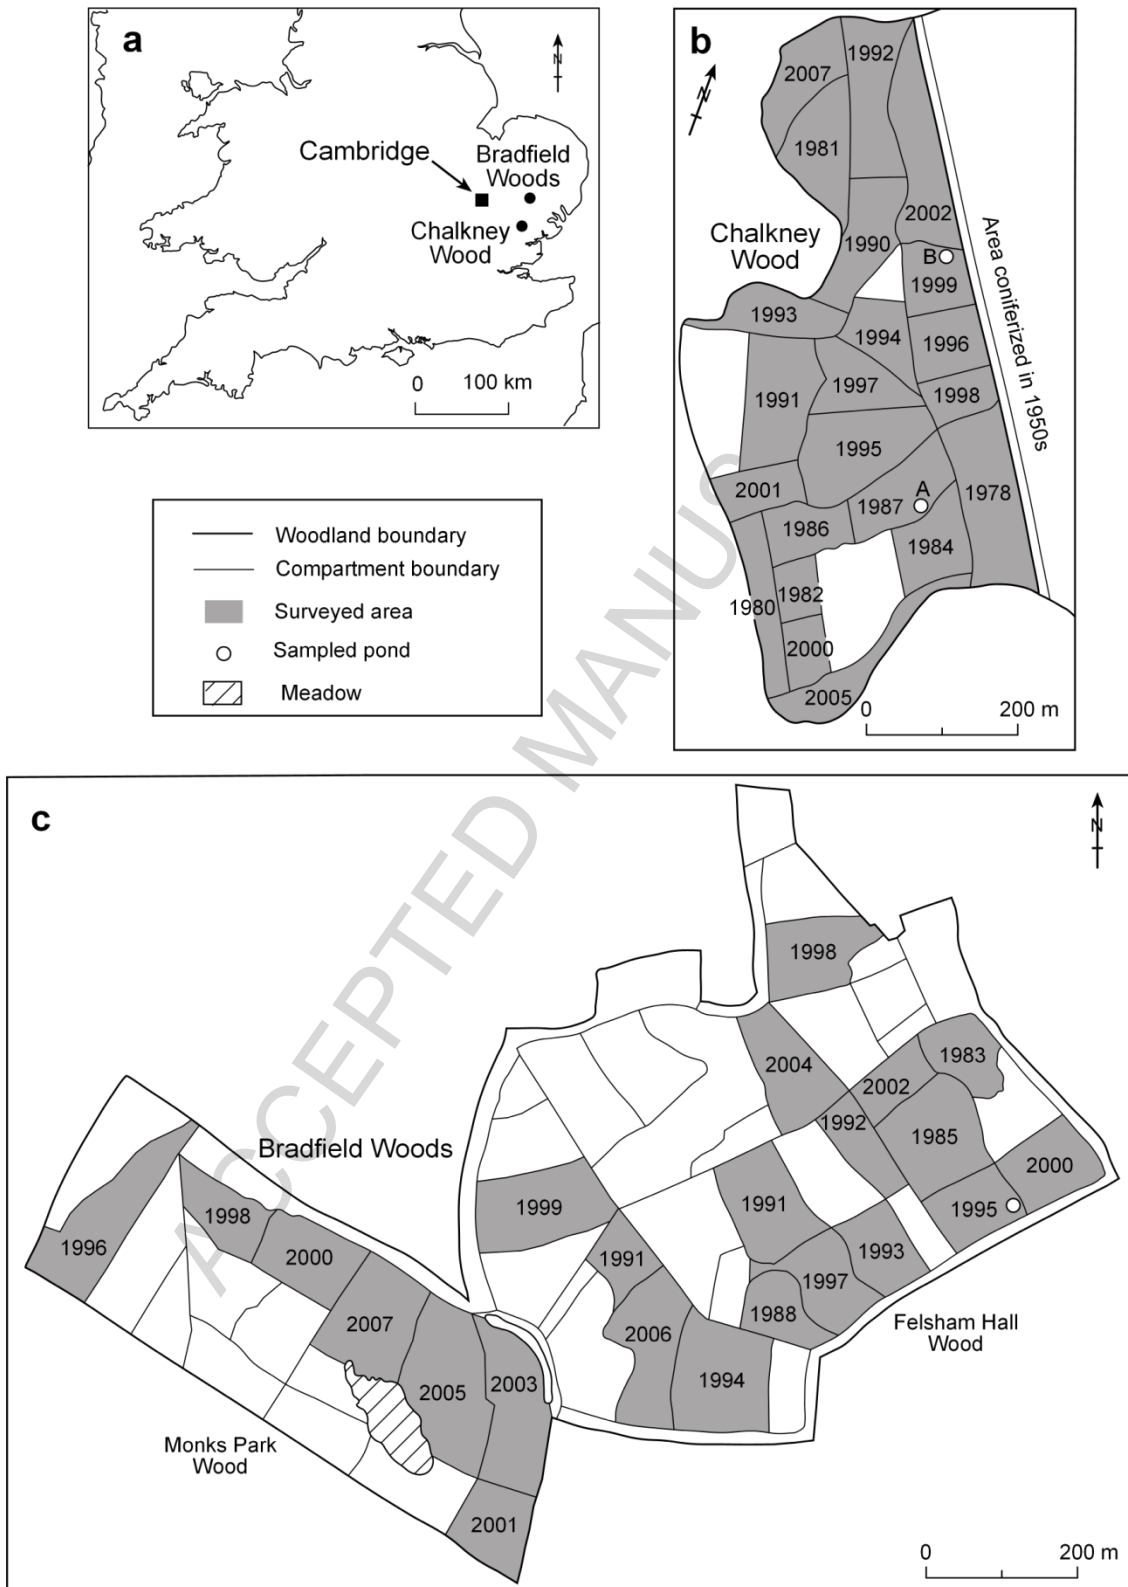 a
N
Cambridge
Bradfield
Woods
Chalkney
Wood
0 100 km
b
N
1992
2007
1981
2002
Chalkney
Wood
1990
B
1999
Area coniferized in 1950s
1993
1994
1996
1997
1998
1991
1995
2001
1987
A
1978
1986
1984
1982
1980
2000
2005
0 200 m
Woodland boundary
Compartment boundary
Surveyed area
Sampled pond
Meadow
ACCEPTED MANUS
c
N
1998
2004
1983
2002
1992
1985
Bradfield Woods
2000
1999
1991
1995
1998
1996
2000
1991
1993
1997
1988
2007
2006
Felsham Hall
Wood
2005
2003
1994
Monks Park
Wood
2001
0 200 m